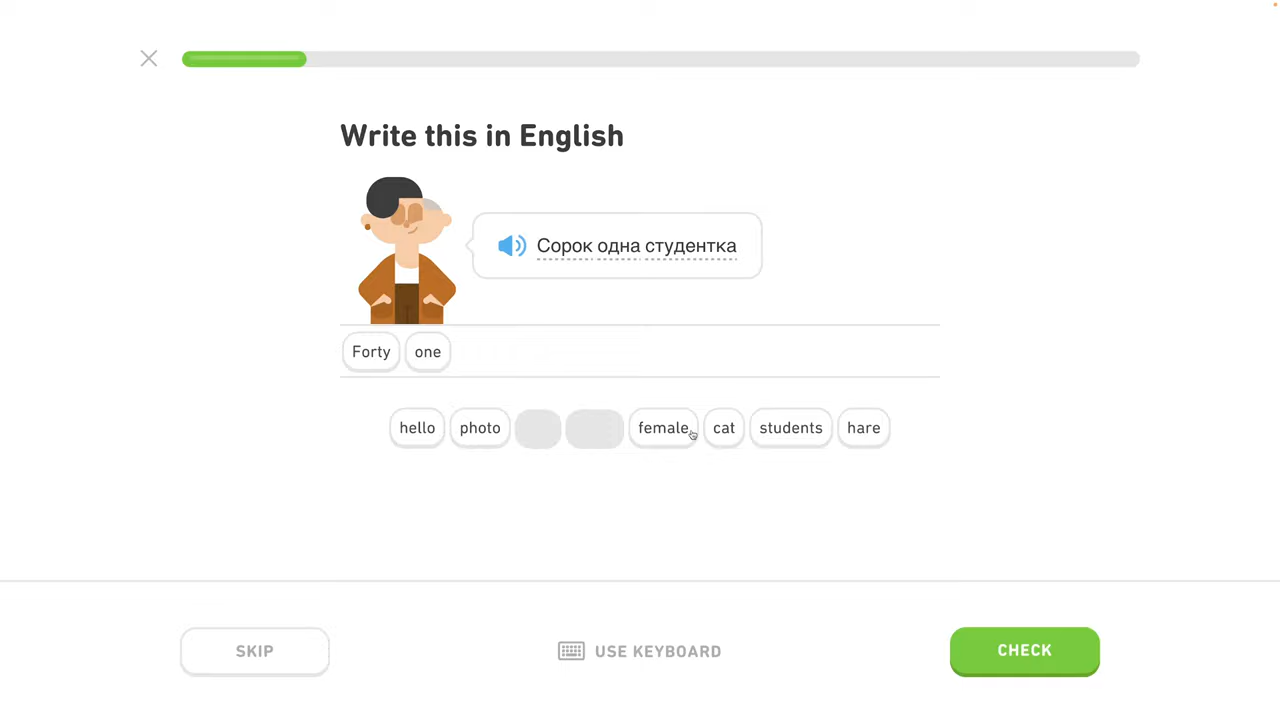 Write this in English
Сорок одна студентка
Forty one
hello photo female cat students hare
SKIP USE KEYBOARD CHECK